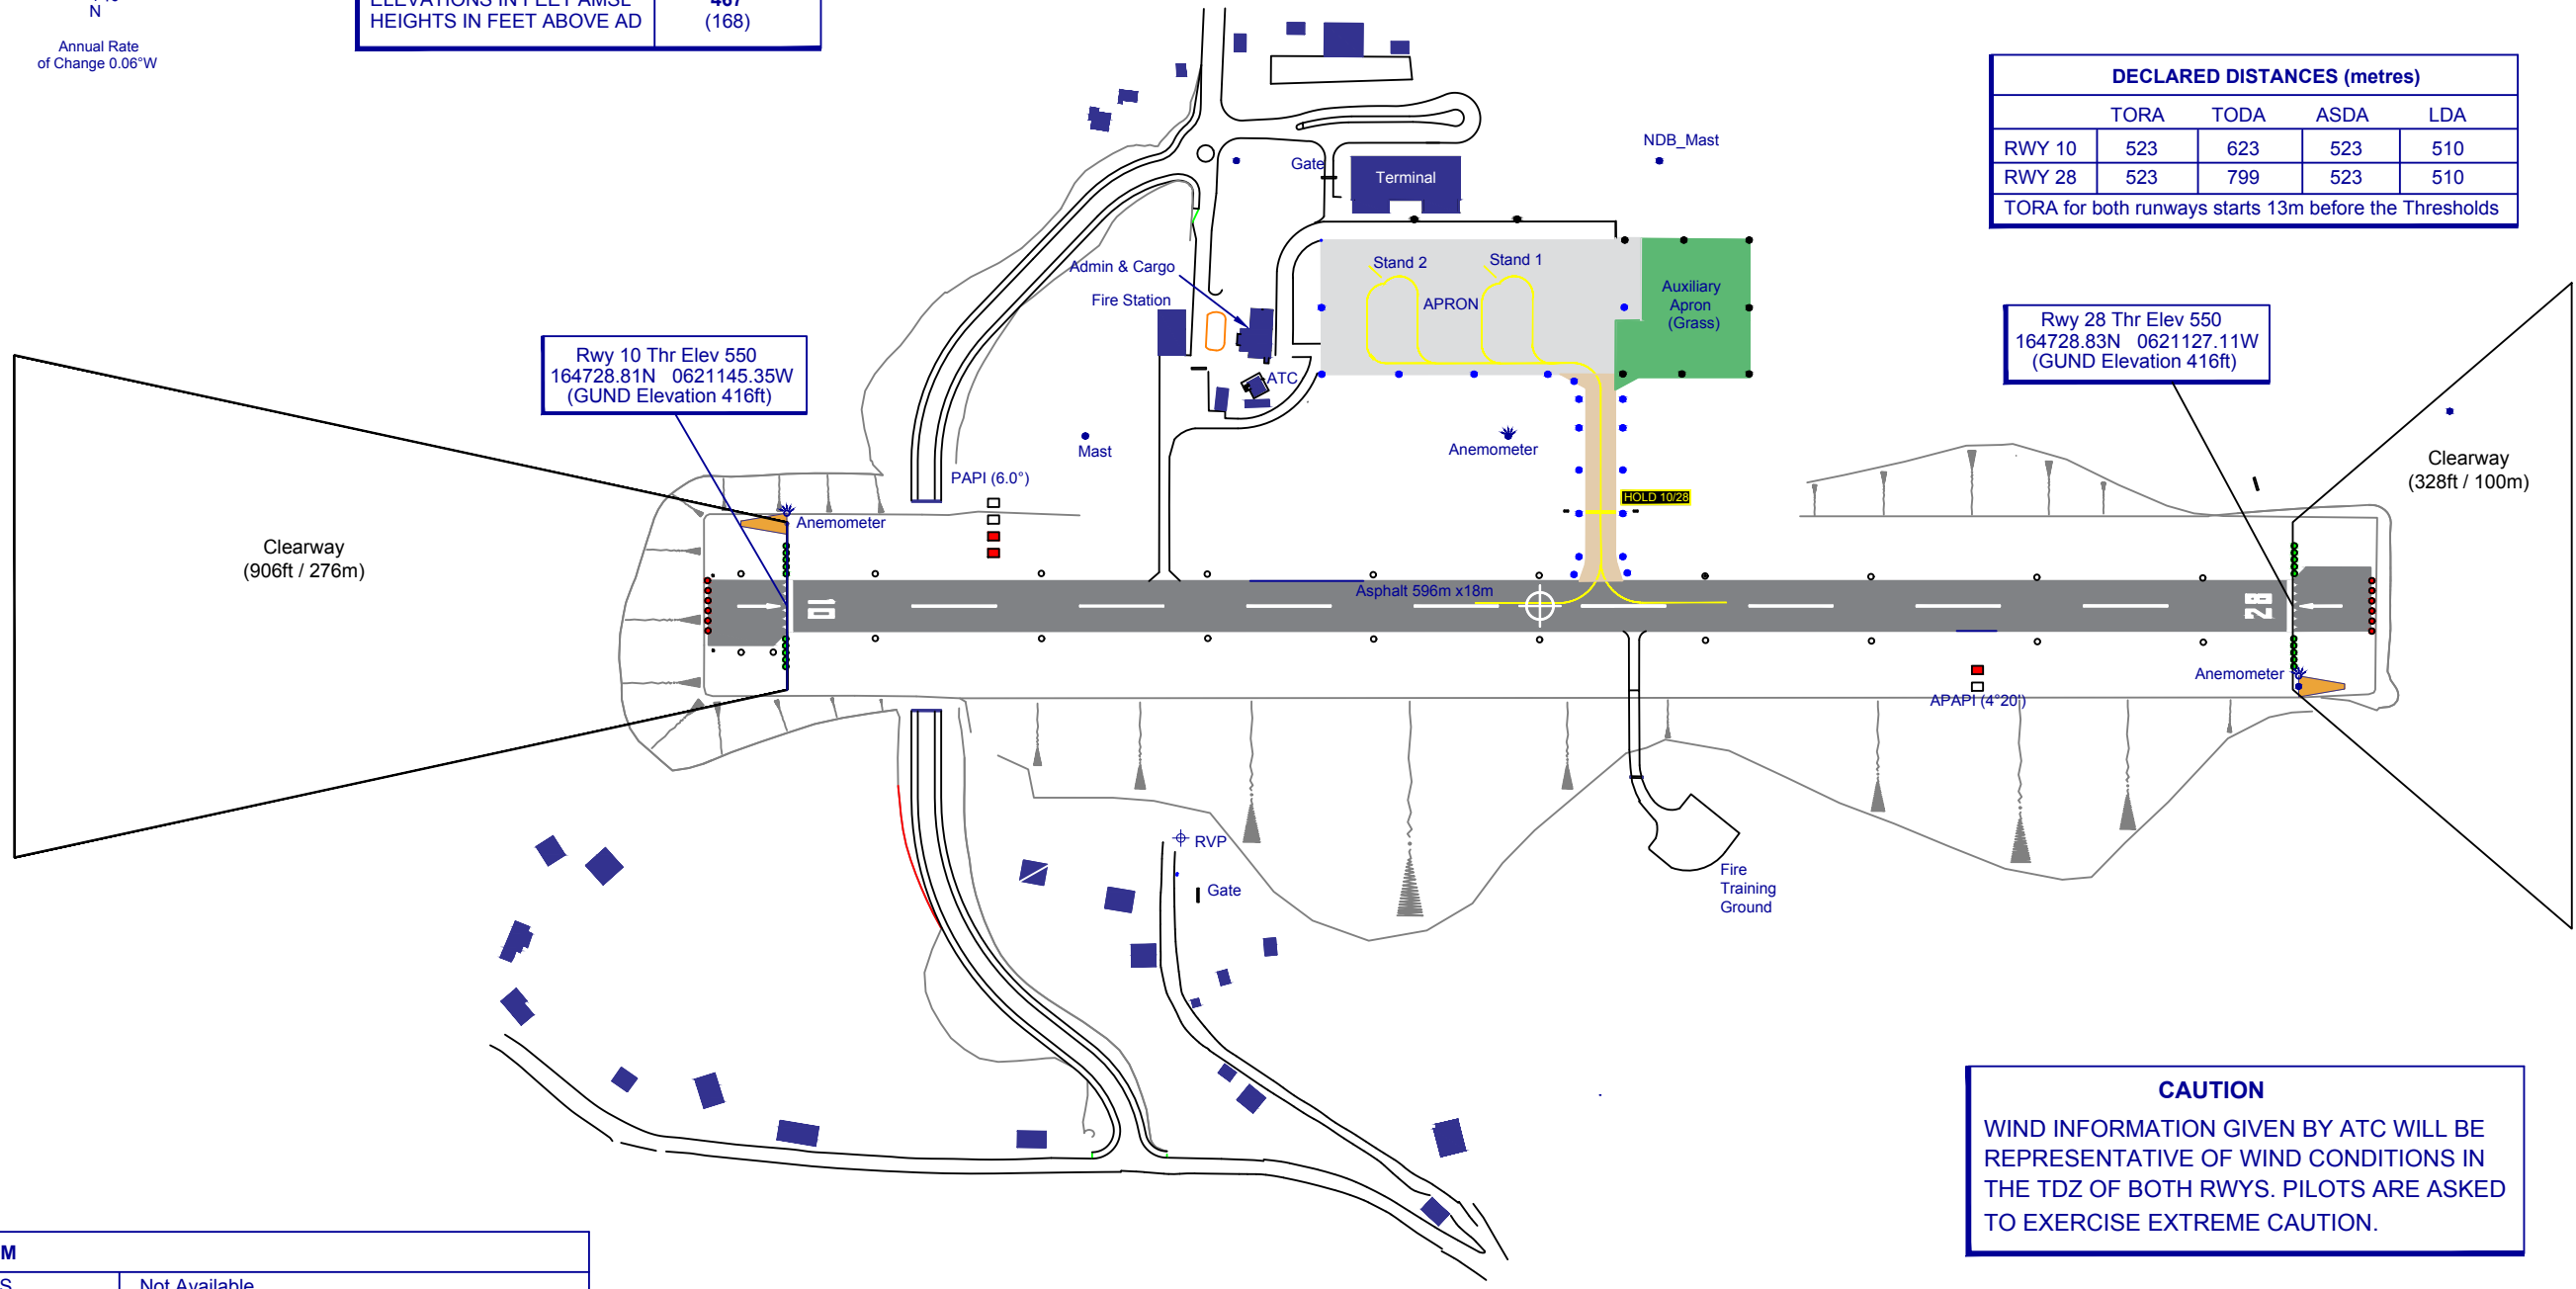 N
Annual Rate
of Change 0.06°W
ELEVATIONS IN FEET AMSL
467
HEIGHTS IN FEET ABOVE AD
(168)
DECLARED DISTANCES (metres)
TORA TODA ASDA LDA
RWY 10 523 623 523 510
RWY 28 523 799 523 510
TORA for both runways starts 13m before the Thresholds
NDB_Mast
Gate
Terminal
Admin & Cargo
Fire Station
Stand 2
Stand 1
APRON
Auxiliary
Apron
(Grass)
ATC
Rwy 10 Thr Elev 550
164728.81N 0621145.35W
(GUND Elevation 416ft)
Rwy 28 Thr Elev 550
164728.83N 0621127.11W
(GUND Elevation 416ft)
Mast
Anemometer
PAPI (6.0°)
HOLD 10/28
Clearway
(328ft / 100m)
Anemometer
Clearway
(906ft / 276m)
10
Asphalt 596m x18m
28
Anemometer
APAPI (4°20')
RVP
Gate
Fire
Training
Ground
CAUTION
WIND INFORMATION GIVEN BY ATC WILL BE
REPRESENTATIVE OF WIND CONDITIONS IN
THE TDZ OF BOTH RWYS. PILOTS ARE ASKED
TO EXERCISE EXTREME CAUTION.
M
S
Not Available